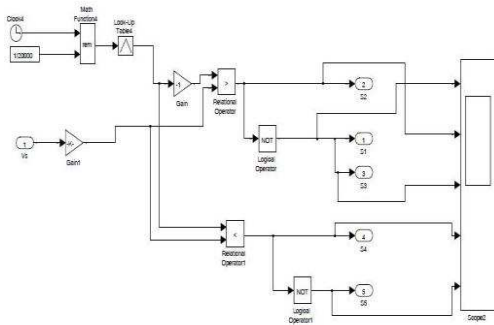 Clock4
Math
Function4
Look-Up
Table4
rem
1/20000
-1
Gain
>
Relational
Operator
2
S2
NOT
Logical
Operator
1
S1
3
S3
1
Vc
-K-
Gain1
<
Relational
Operator1
4
S4
NOT
Logical
Operator1
5
S5
Scope2